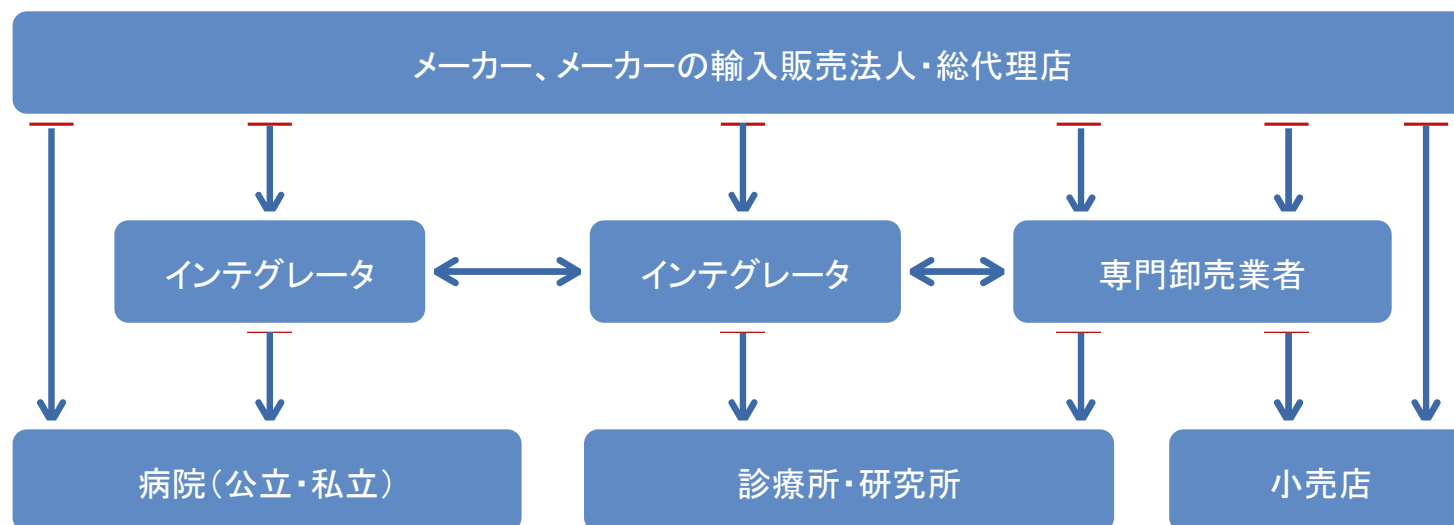 メーカー、メーカーの輸入販売法人・総代理店
インテグレータ
インテグレータ
専門卸売業者
病院（公立・私立）
診療所・研究所
小売店